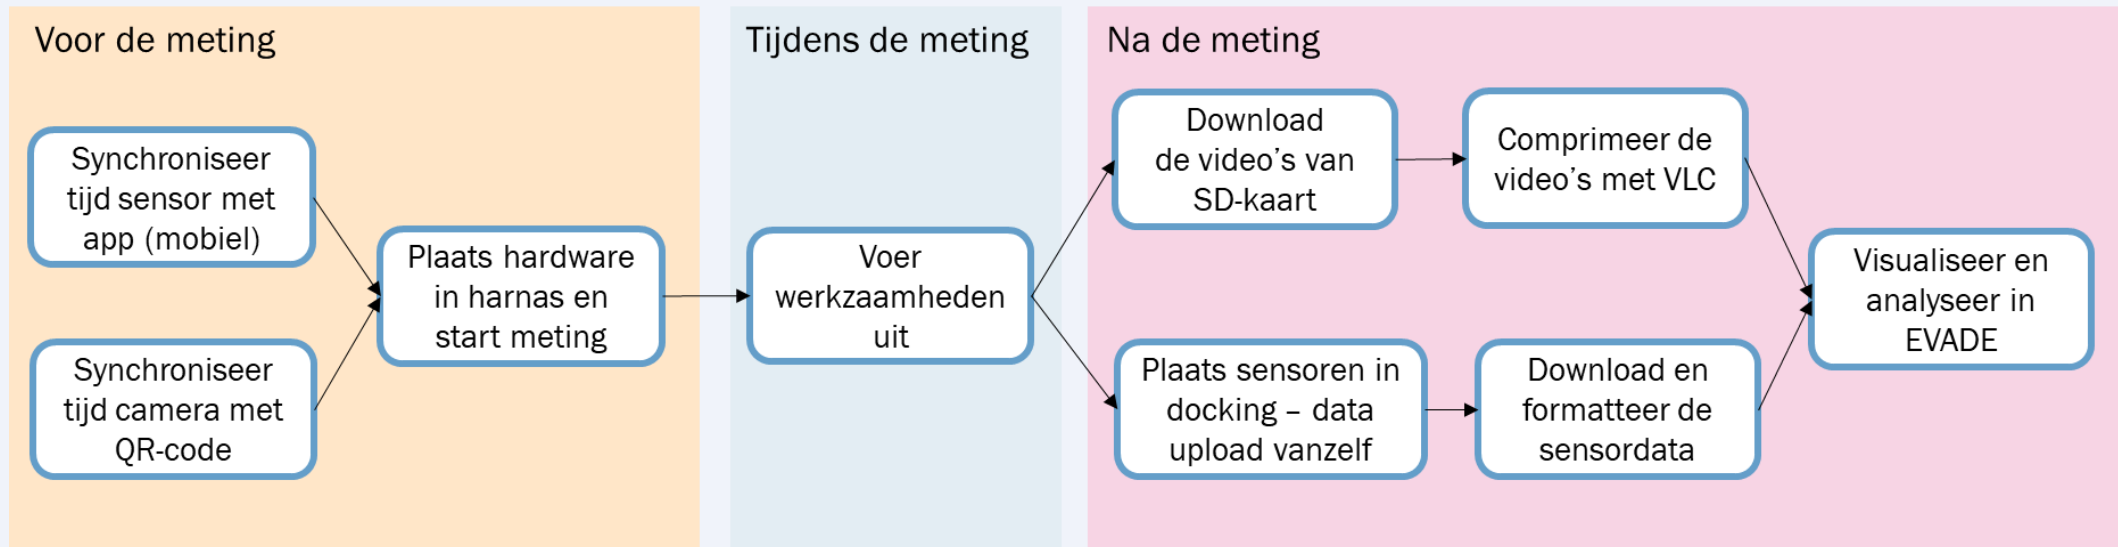 Voor de meting
Synchroniseer
tijd sensor met
app (mobiel)
Synchroniseer
tijd camera met
QR-code
Plaats hardware
in harnas en
start meting
Tijdens de meting
Voer
werkzaamheden
uit
Na de meting
Download
de video's van
SD-kaart
Comprimeer de
video's met VLC
Plaats sensoren in
docking – data
upload vanzelf
Download en
formatteer de
sensordata
Visualiseer en
analyseer in
EVADE